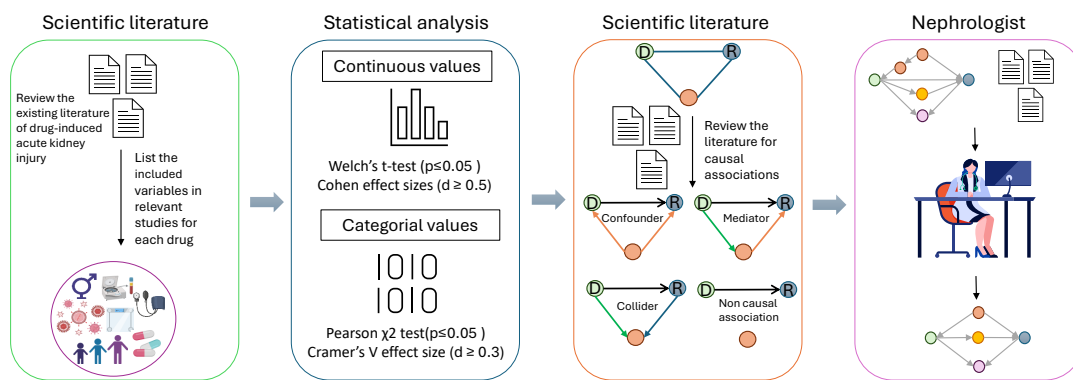 Scientific literature
Review the
existing literature
of drug-induced
acute kidney
injury
List the
included
variables in
relevant
studies for
each drug
Statistical analysis
Continuous values
Welch's t-test (p≤0.05 )
Cohen effect sizes (d ≥ 0.5)
Categorial values
1010
1010
Pearson χ2 test(p≤0.05 )
Cramer's V effect size (d ≥ 0.3)
Scientific literature
D R
Review the
literature for
causal
associations
D R
Confounder
D R
Mediator
D R
Collider
D R
Non causal
association
Nephrologist